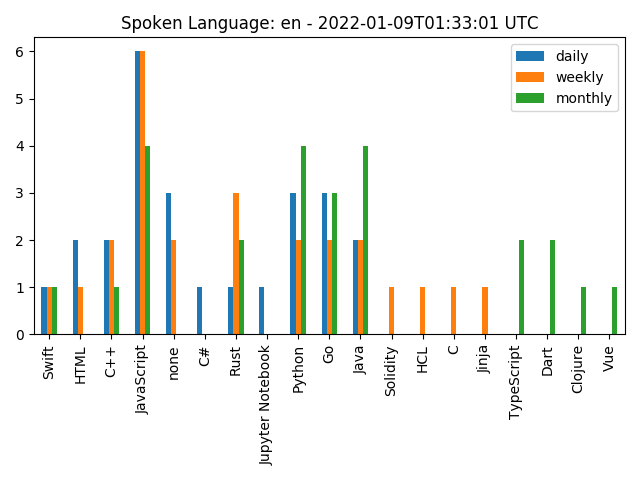 Spoken Language: en - 2022-01-09T01:33:01 UTC
daily
weekly
monthly
6
5
4
3
2
1
0
Swift
HTML
C++
JavaScript
none
C#
Rust
Jupyter Notebook
Python
Go
Java
Solidity
HCL
C
Jinja
TypeScript
Dart
Clojure
Vue